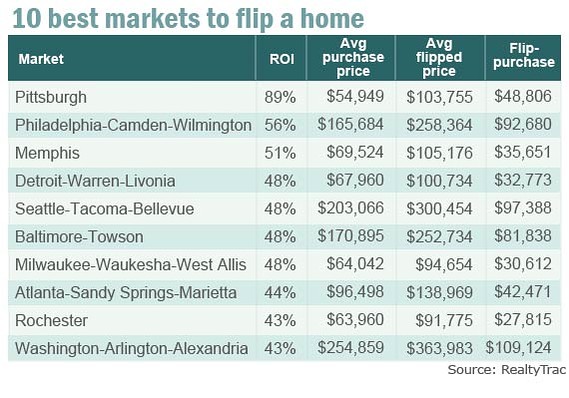 10 best markets to flip a home
Market ROI Avg purchase price Avg flipped price Flip-purchase
Pittsburgh 89% $54,949 $103,755 $48,806
Philadelphia-Camden-Wilmington 56% $165,684 $258,364 $92,680
Memphis 51% $69,524 $105,176 $35,651
Detroit-Warren-Livonia 48% $67,960 $100,734 $32,773
Seattle-Tacoma-Bellevue 48% $203,066 $300,454 $97,388
Baltimore-Towson 48% $170,895 $252,734 $81,838
Milwaukee-Waukesha-West Allis 48% $64,042 $94,654 $30,612
Atlanta-Sandy Springs-Marietta 44% $96,498 $138,969 $42,471
Rochester 43% $63,960 $91,775 $27,815
Washington-Arlington-Alexandria 43% $254,859 $363,983 $109,124
Source: RealtyTrac